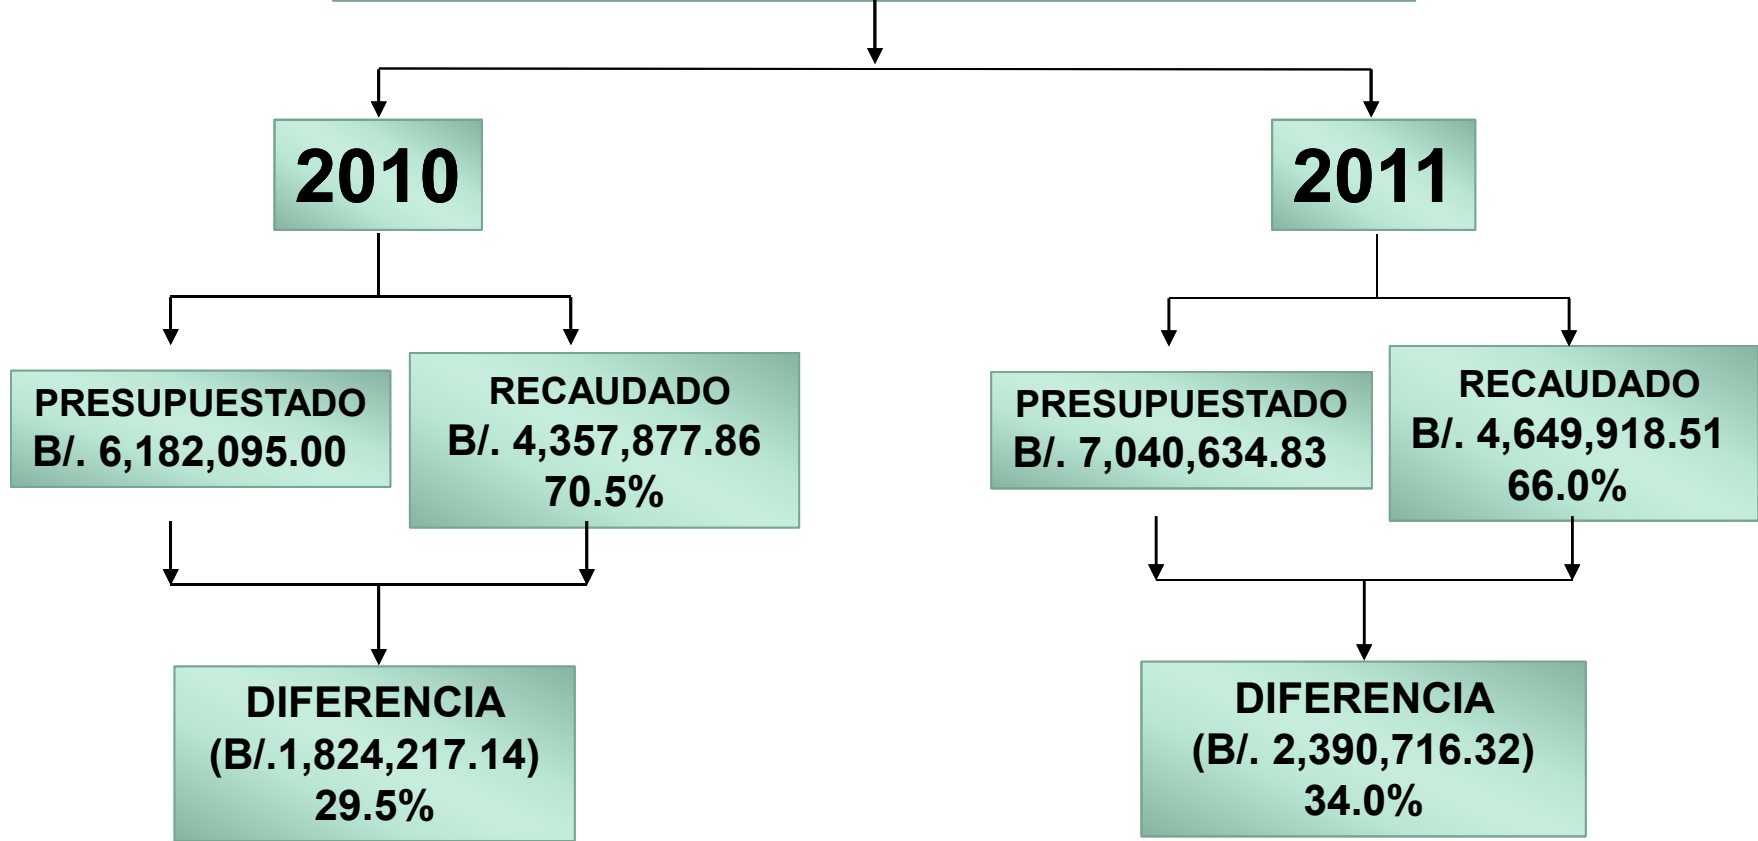 2010
2011
PRESUPUESTADO
B/. 6,182,095.00
RECAUDADO
B/. 4,357,877.86
70.5%
PRESUPUESTADO
B/. 7,040,634.83
RECAUDADO
B/. 4,649,918.51
66.0%
DIFERENCIA
(B/.1,824,217.14)
29.5%
DIFERENCIA
(B/. 2,390,716.32)
34.0%